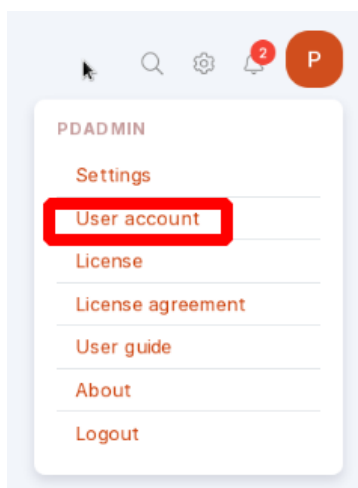 2
P
PDADMIN
Settings
User account
License
License agreement
User guide
About
Logout